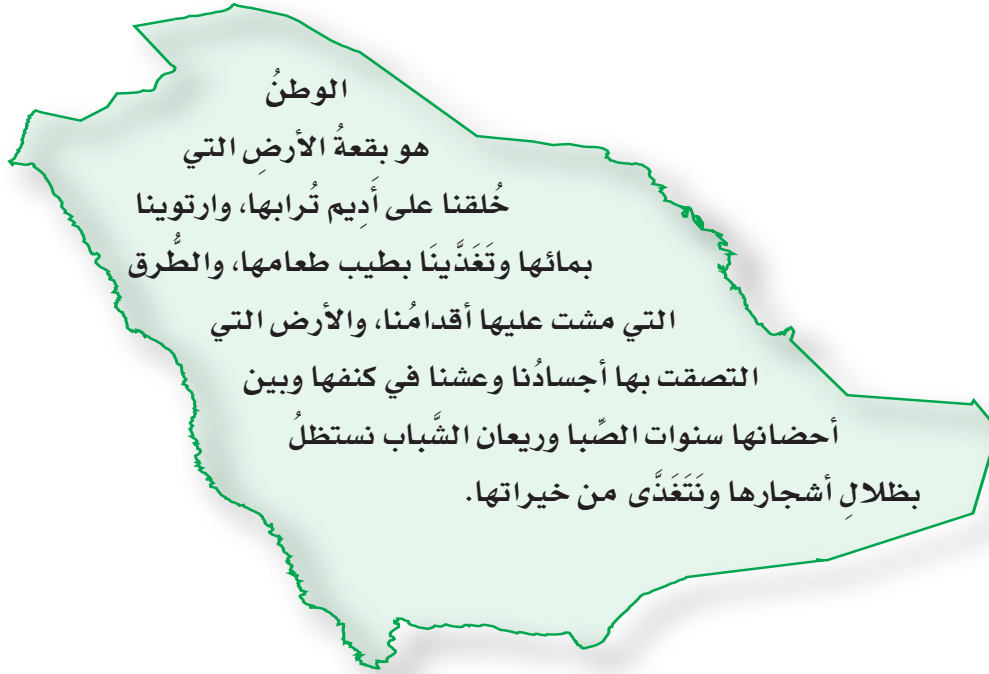 الوطنُ
هو بقعةُ الأرضِ التي
خُلقنا على أَدِيم تُرابها، وارتوينا
بمائها وتَغَذَّينَا بطيب طعامها، والطُّرق
التي مشت عليها أقدامُنا، والأرض التي
التصقت بها أجسادُنا وعشنا في كنفها وبين
أحضانها سنوات الصِّبا وريعان الشَّباب نستظلُ
بظلالِ أشجارها ونَتَغَذَّى من خيراتها.